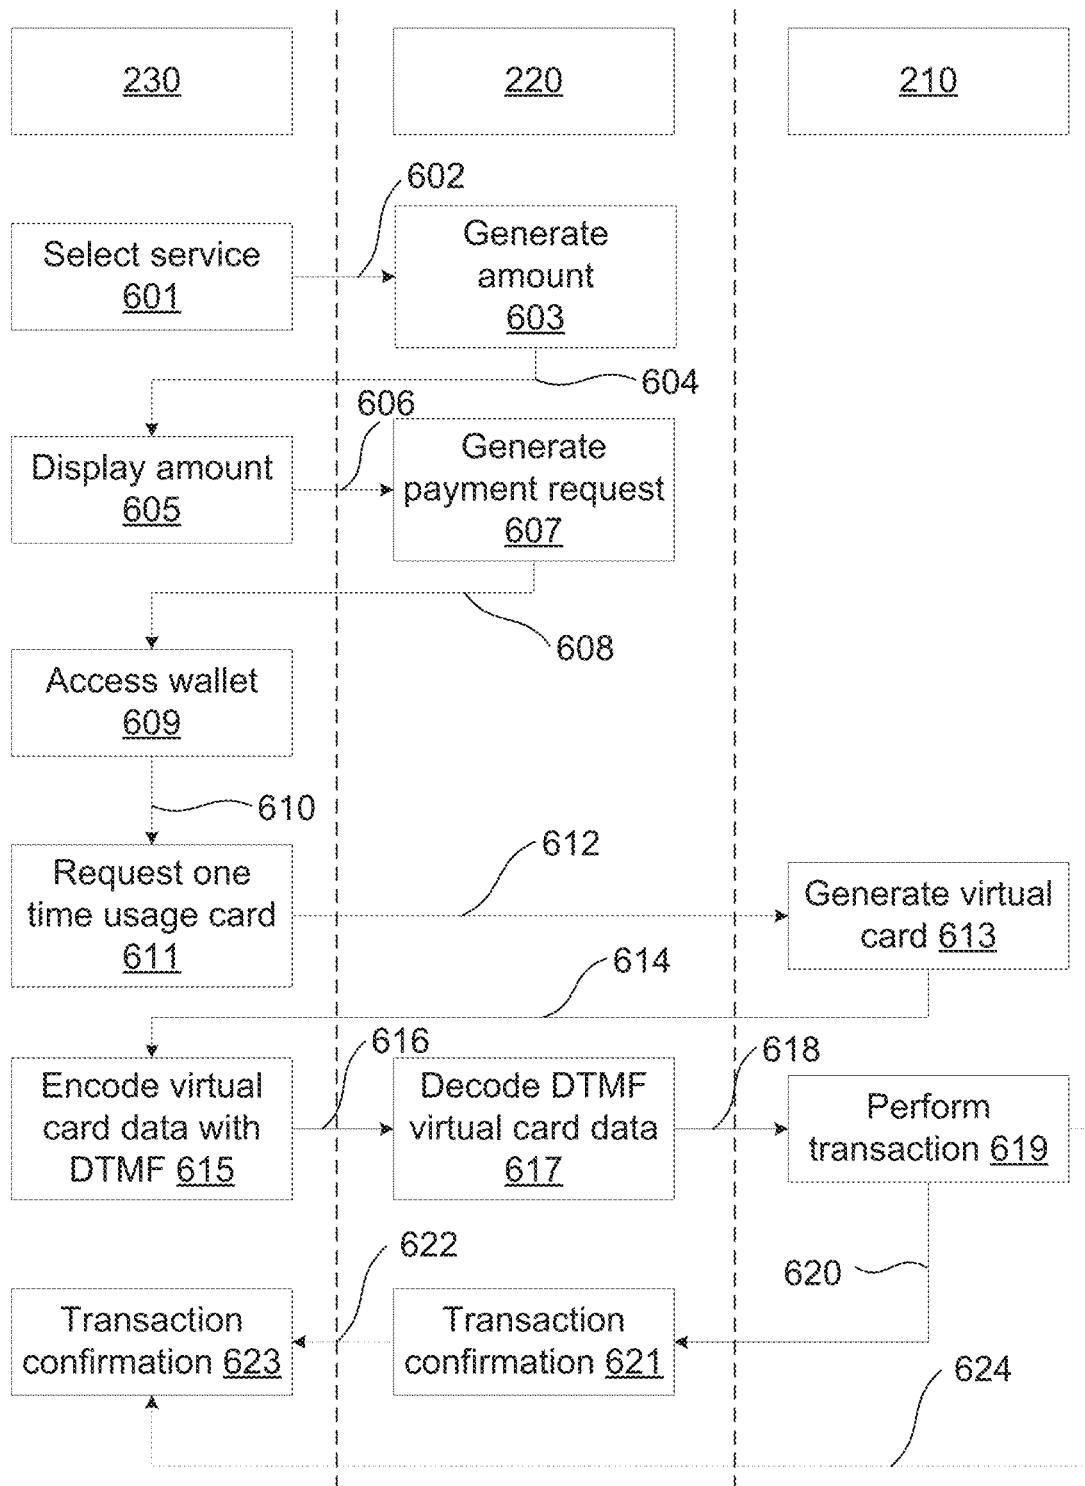 230
220
210
602
Select service
601
Generate
amount
603
604
606
Display amount
605
Generate
payment request
607
608
Access wallet
609
610
Request one
time usage card
611
612
Generate virtual
card 613
614
616
618
Encode virtual
card data with
DTMF 615
Decode DTMF
virtual card data
617
Perform
transaction 619
622
620
Transaction
confirmation 623
Transaction
confirmation 621
624